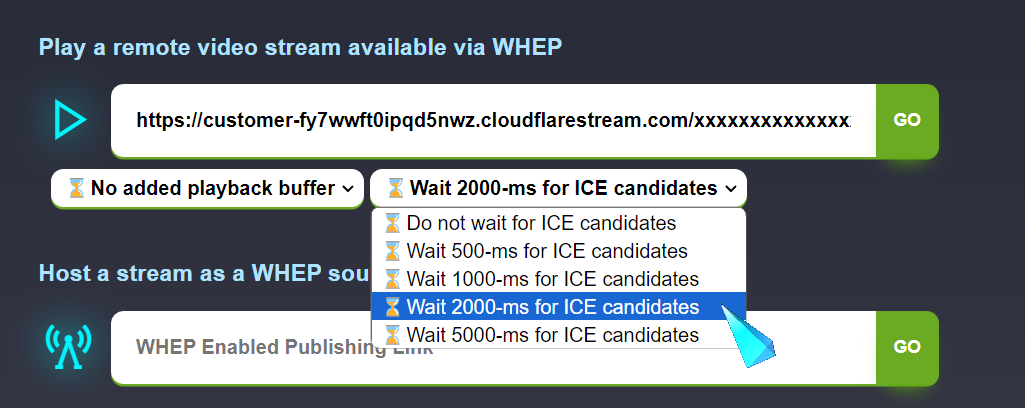 Play a remote video stream available via WHEP
https://customer-fy7wwft0ipqd5nwz.cloudflarestream.com/xxxxxxxxxxxxxx
GO
No added playback buffer
Wait 2000-ms for ICE candidates
Do not wait for ICE candidates
Wait 500-ms for ICE candidates
Wait 1000-ms for ICE candidates
Wait 2000-ms for ICE candidates
Wait 5000-ms for ICE candidates
Host a stream as a WHEP sou
WHEP Enabled Publishing Link
GO